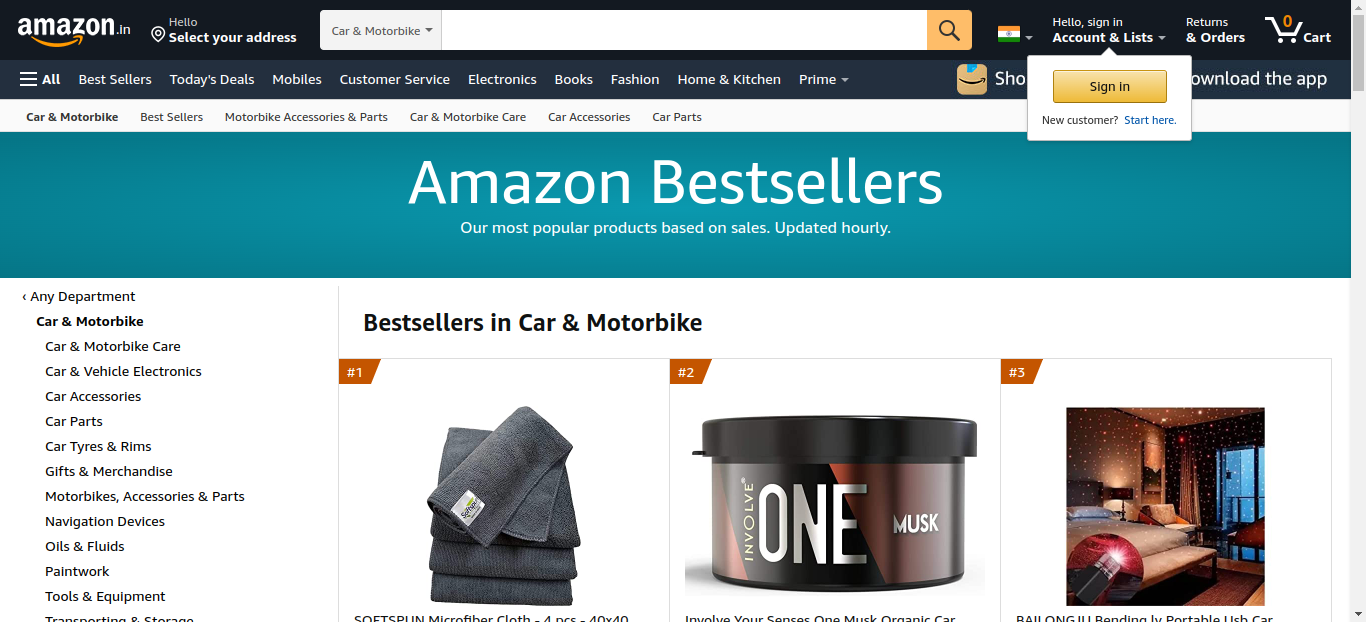 amazon.in
Hello
Select your address
Car & Motorbike
Hello, sign in
Account & Lists
Returns
& Orders
0
Cart
All
Best Sellers
Today's Deals
Mobiles
Customer Service
Electronics
Books
Fashion
Home & Kitchen
Prime
Sho
ownload the app
Sign in
New customer? Start here.
Car & Motorbike
Best Sellers
Motorbike Accessories & Parts
Car & Motorbike Care
Car Accessories
Car Parts
Amazon Bestsellers
Our most popular products based on sales. Updated hourly.
‹ Any Department
Car & Motorbike
Car & Motorbike Care
Car & Vehicle Electronics
Car Accessories
Car Parts
Car Tyres & Rims
Gifts & Merchandise
Motorbikes, Accessories & Parts
Navigation Devices
Oils & Fluids
Paintwork
Tools & Equipment
Transporting & Storage
Bestsellers in Car & Motorbike
#1
Softspun
SOFTSPUN Microfiber Cloth - 4 pcs - 40x40
#2
INVOLVE®
ONE
MUSK
Involve Your Senses One Musk Organic Car
#3
BAILONGJU Bending ly Portable Usb Car